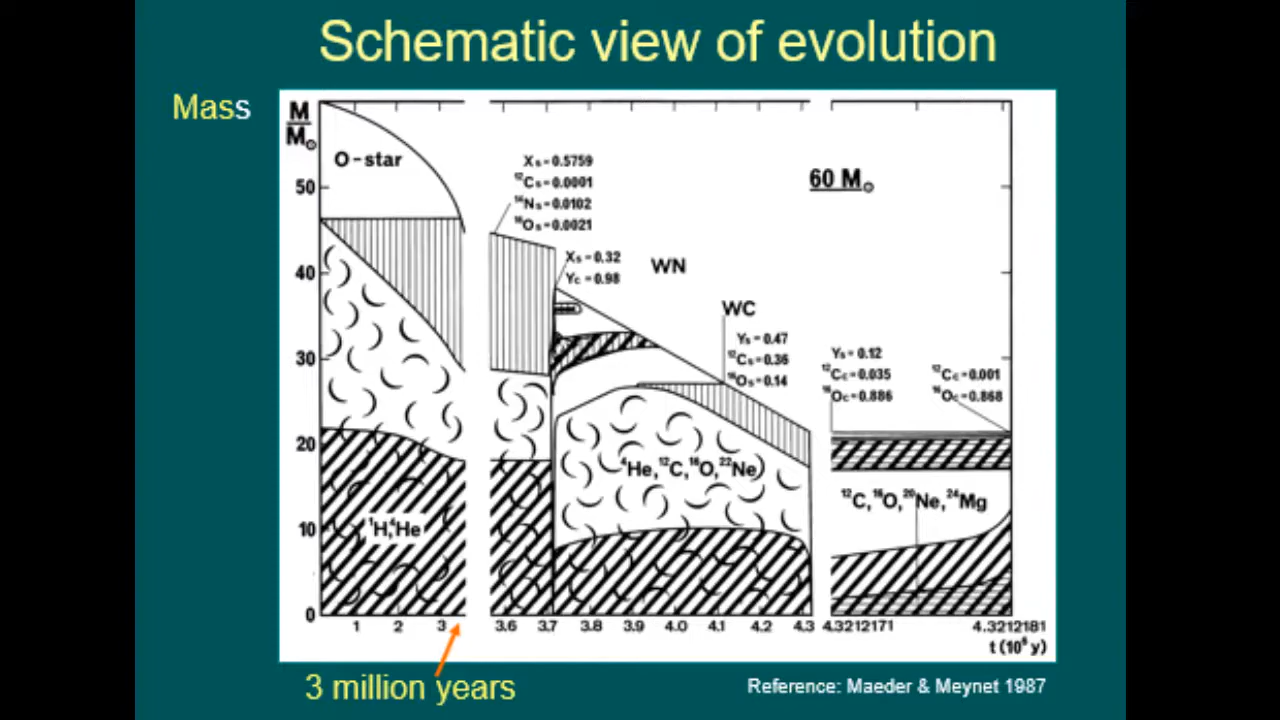 Schematic view of evolution
Mass
M
M⊙
O-star
50
40
30
20
10
0
Xs=0.5759
¹²Cs=0.0001
¹⁴Ns=0.0102
¹⁶Os=0.0021
60 M⊙
Xs=0.32
Yc=0.98
WN
WC
Ys=0.47
¹²Cs=0.36
¹⁶Os=0.14
Ys=0.12
¹²Cc=0.035
¹⁶Oc=0.886
¹²Cc=0.001
¹⁶Oc=0.868
¹H,⁴He
⁴He,¹²C,¹⁶O,²²Ne
¹²C,¹⁶O,²⁰Ne,²⁴Mg
1 2 3 3.6 3.7 3.8 3.9 4.0 4.1 4.2 4.3 4.3212171 4.3212181
t (10⁶ y)
3 million years
Reference: Maeder & Meynet 1987